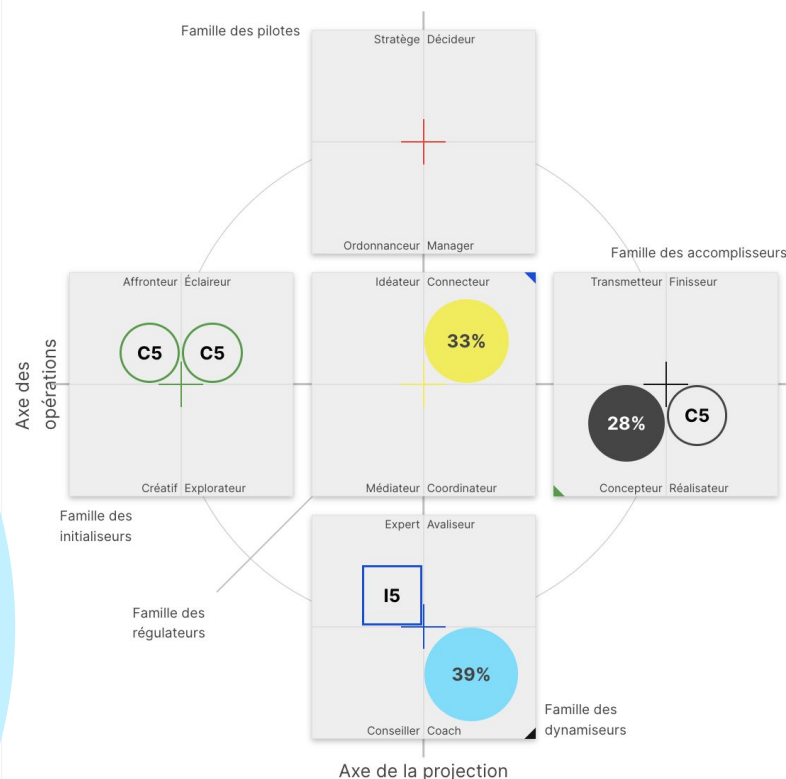 Famille des pilotes
Stratège Décideur
Ordonnanceur Manager
Famille des accomplisseurs
Affronteur Éclaireur
Idéateur Connecteur
Transmetteur Finisseur
C5 C5
33%
28%
C5
Axe des
opérations
Créatif Explorateur
Médiateur Coordinateur
Concepteur Réalisateur
Famille des
initialiseurs
Expert Avaliseur
I5
Famille des
régulateurs
39%
Famille des
dynamiseurs
Conseiller Coach
Axe de la projection